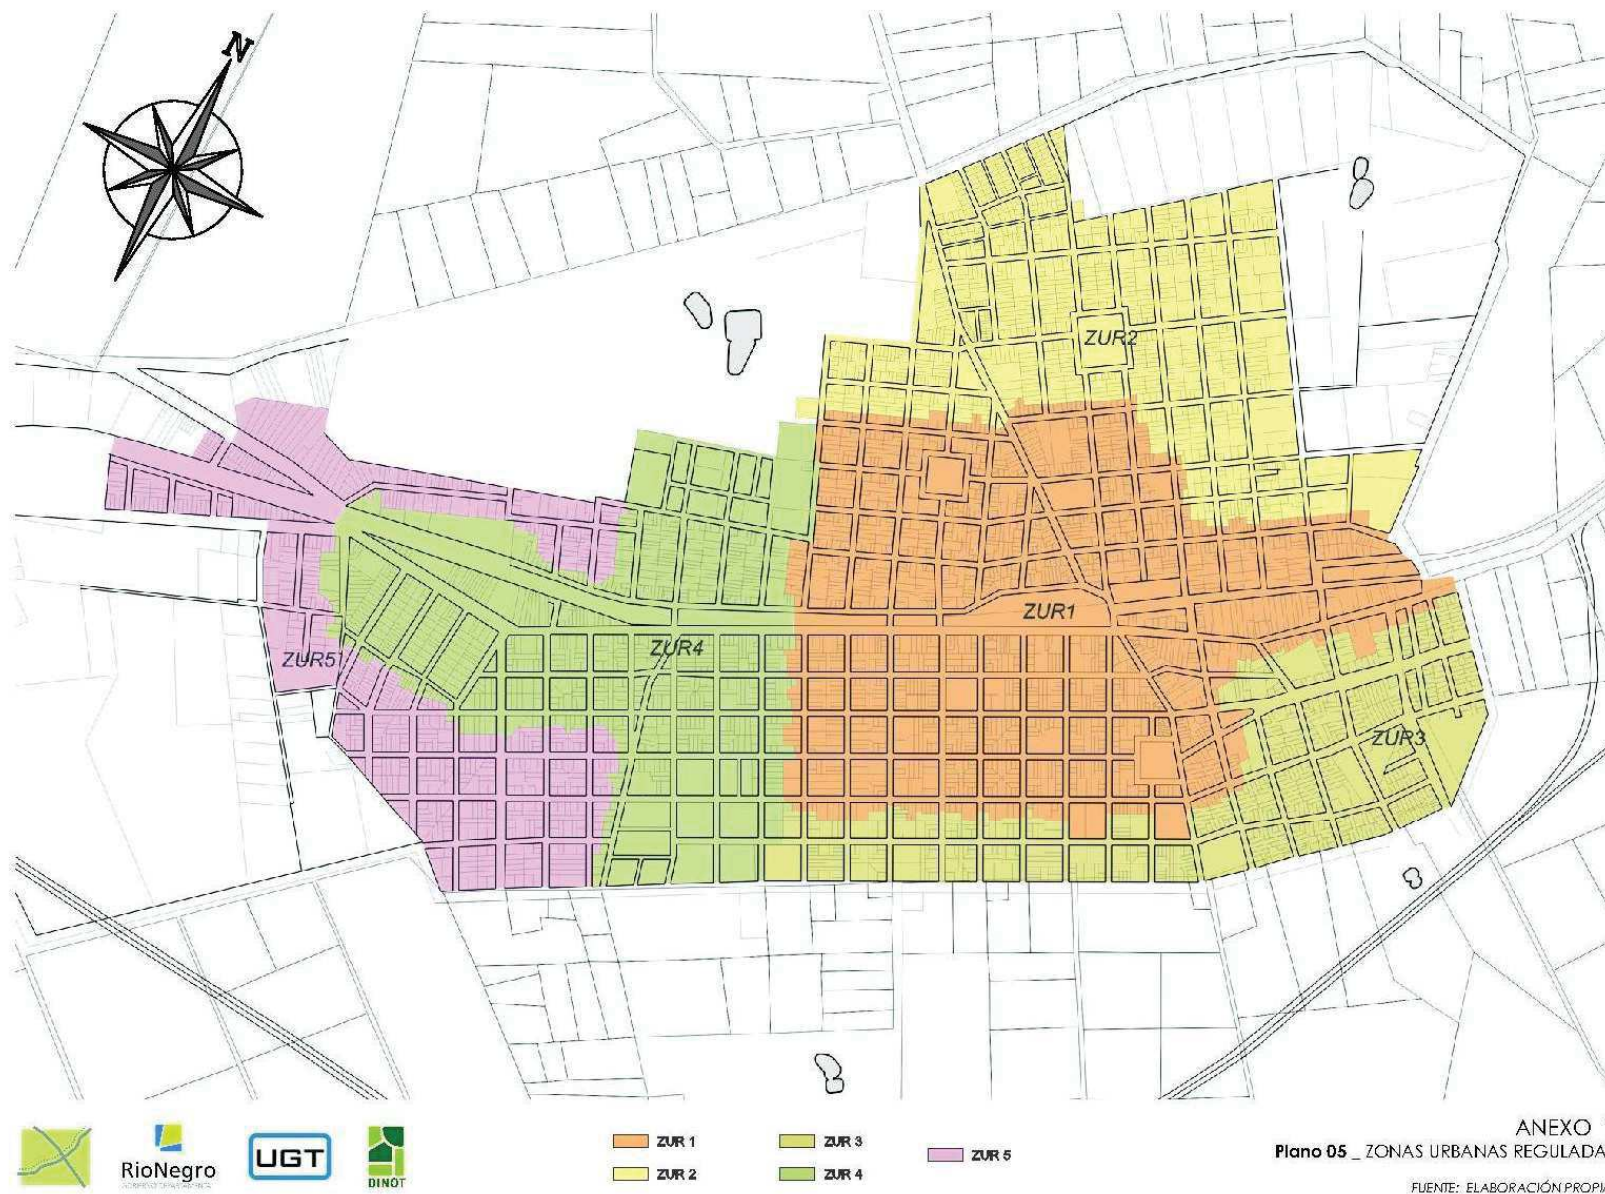 N
ZUR2
ZUR1
ZUR4
ZUR5
ZUR3
RioNegro
UGT
DINOT
ZUR 1
ZUR 2
ZUR 3
ZUR 4
ZUR 5
ANEXO
Plano 05 _ ZONAS URBANAS REGULADA
FUENTE: ELABORACIÓN PROPI